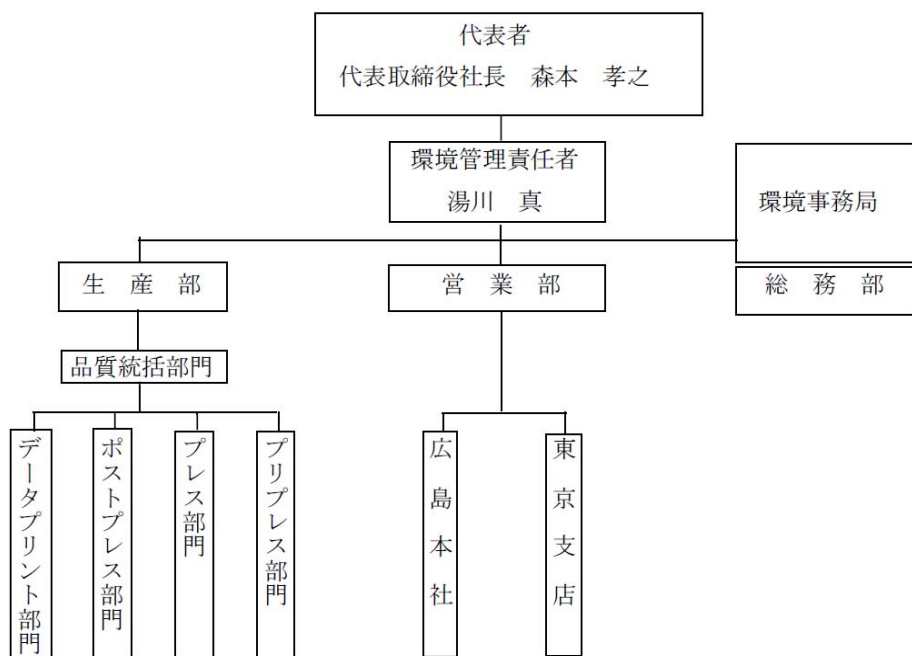 代表者
代表取締役社長　森本　孝之
環境管理責任者
湯川　真
環境事務局
生　産　部
営　業　部
総　務　部
品質統括部門
データプリント部門
ポストプレス部門
プレス部門
プリプレス部門
広島本社
東京支店